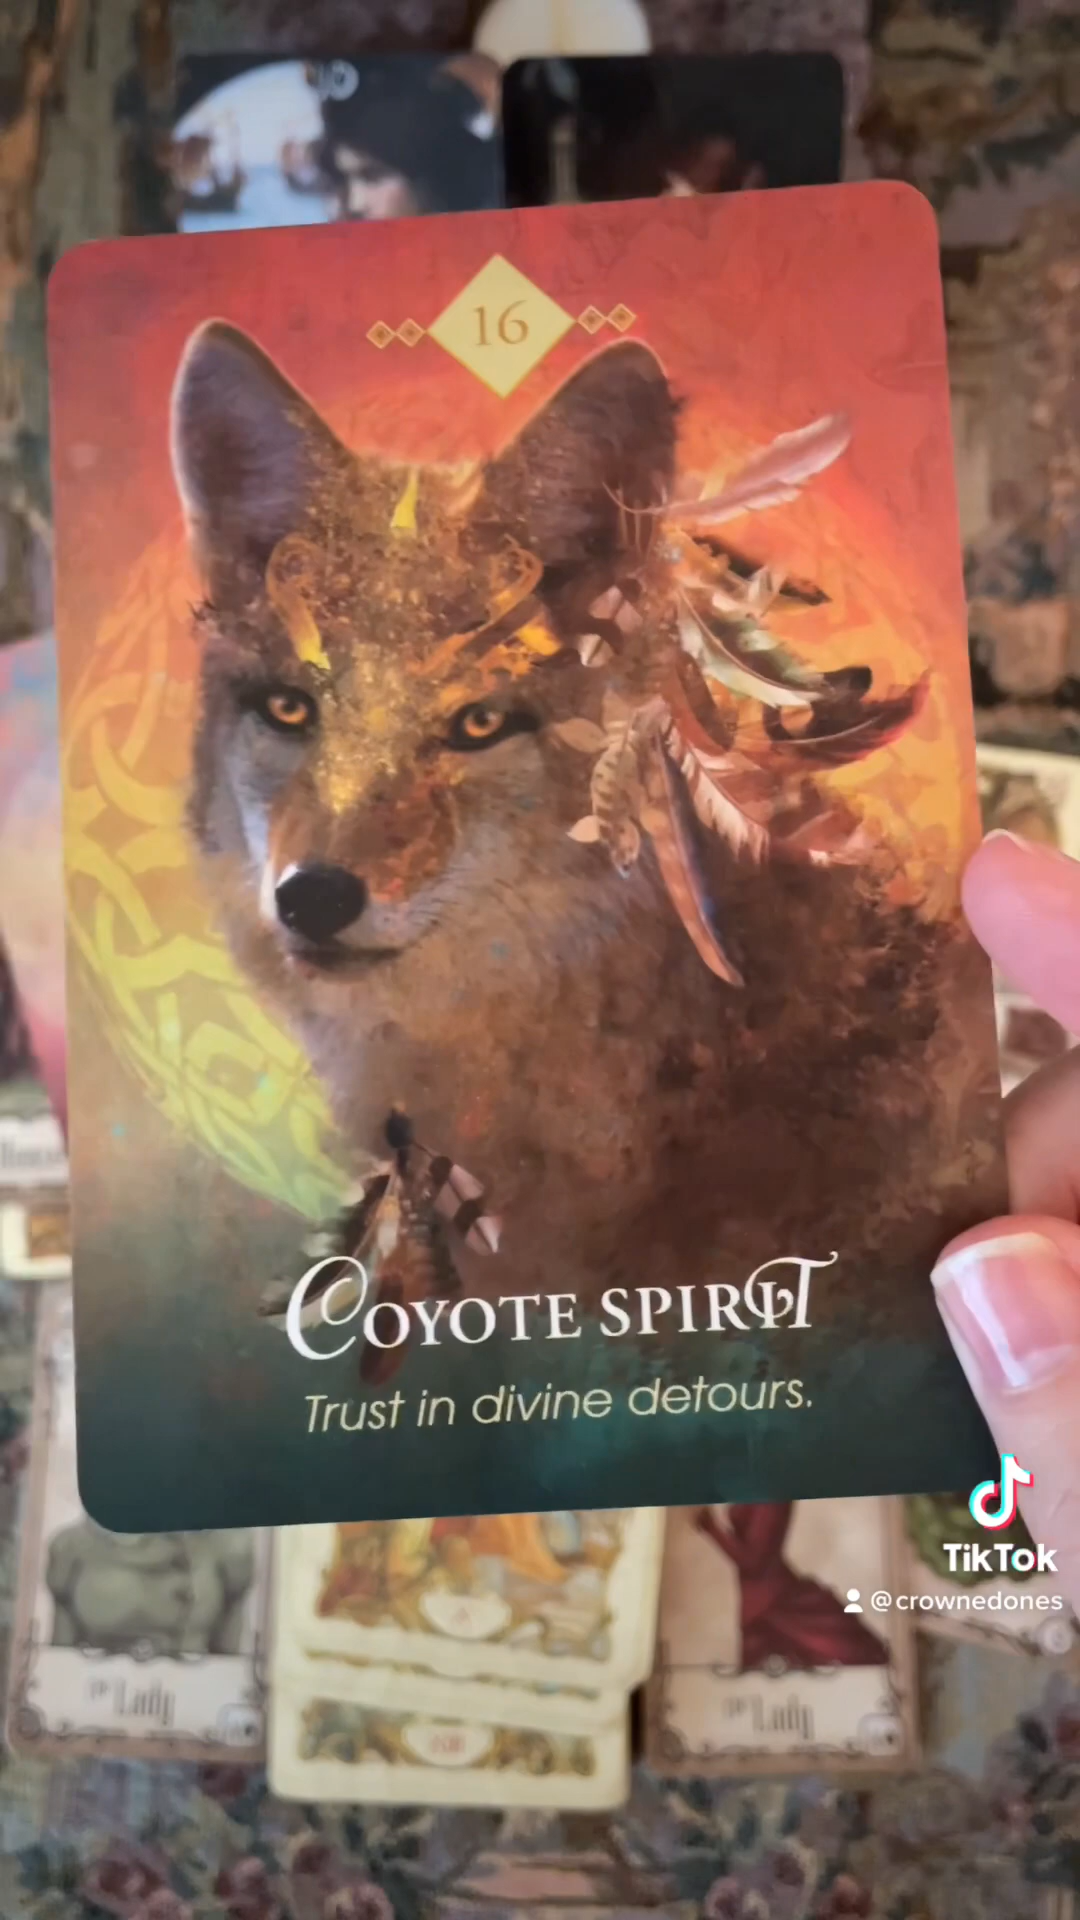 16
COYOTE SPIRIT
Trust in divine detours.
TikTok
@crownedones
Lady
Lady